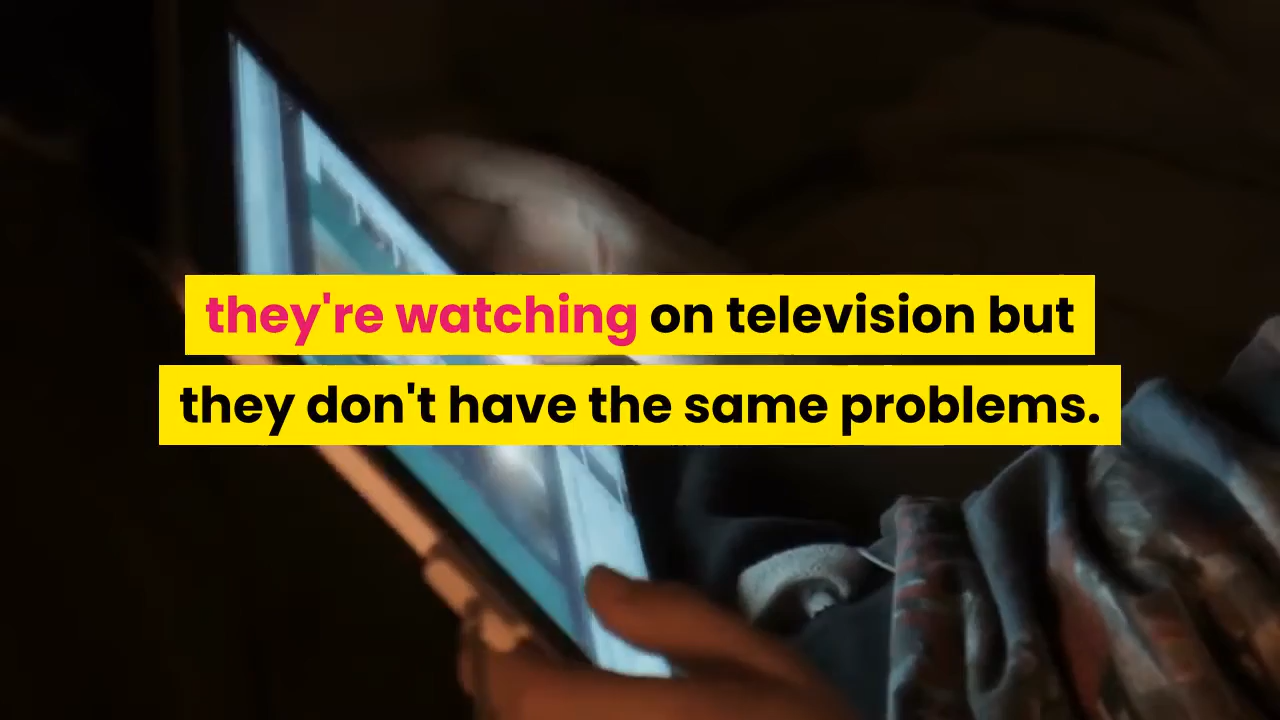 they're watching on television but
they don't have the same problems.